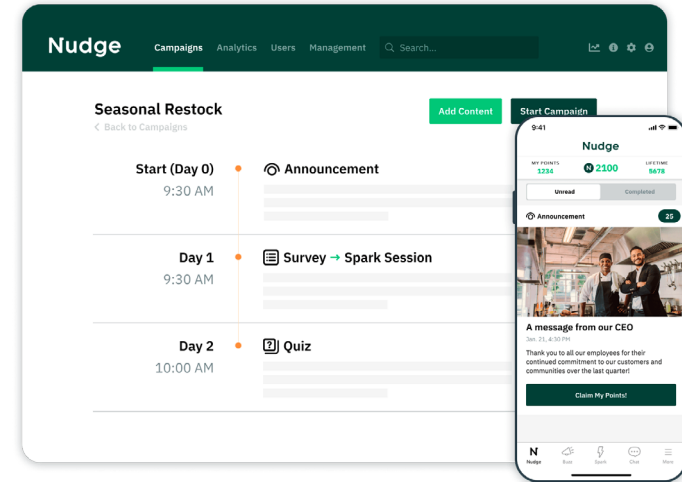 Nudge
Campaigns Analytics Users Management Search...
Seasonal Restock
Add Content
Start Campaign
< Back to Campaigns
Start (Day 0)
9:30 AM
Announcement
Day 1
9:30 AM
Survey → Spark Session
Day 2
10:00 AM
Quiz
9:41
Nudge
MY POINTS
1234
N 2100
LIFETIME
5678
Unread
Completed
Announcement
25
A message from our CEO
Jan. 21, 4:30 PM
Thank you to all our employees for their
continued commitment to our customers and
communities over the last quarter!
Claim My Points!
N
Nudge
Buzz
Spark
Chat
More